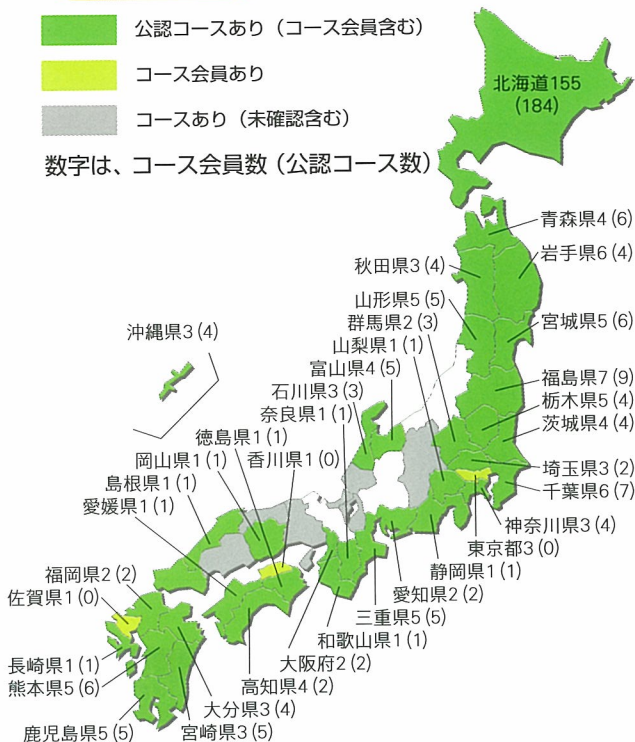 公認コースあり（コース会員含む）
コース会員あり
コースあり（未確認含む）
数字は、コース会員数（公認コース数）
北海道155
(184)
青森県4 (6)
岩手県6 (4)
秋田県3 (4)
山形県5 (5)
宮城県5 (6)
群馬県2 (3)
山梨県1 (1)
富山県4 (5)
沖縄県3 (4)
福島県7 (9)
石川県3 (3)
栃木県5 (4)
奈良県1 (1)
茨城県4 (4)
徳島県1 (1)
岡山県1 (1)
香川県1 (0)
埼玉県3 (2)
島根県1 (1)
千葉県6 (7)
愛媛県1 (1)
神奈川県3 (4)
東京都3 (0)
静岡県1 (1)
福岡県2 (2)
愛知県2 (2)
佐賀県1 (0)
三重県5 (5)
和歌山県1 (1)
長崎県1 (1)
大阪府2 (2)
熊本県5 (6)
高知県4 (2)
大分県3 (4)
鹿児島県5 (5)
宮崎県3 (5)